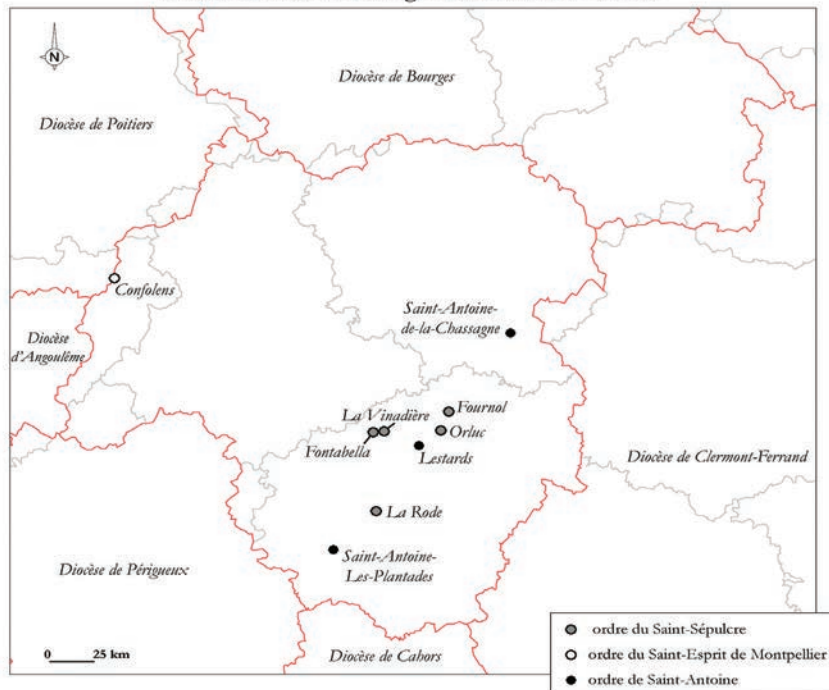 N
Diocèse de Bourges
Diocèse de Poitiers
Confolens
Saint-Antoine-
de-la-Chassagne
Diocèse
d'Angoulême
Fournol
La Vinadière
Orluc
Fontabella
Lestards
Diocèse de Clermont-Ferrand
La Rode
Saint-Antoine-
Les-Plantades
Diocèse de Périgueux
Diocèse de Cahors
0 25 km
ordre du Saint-Sépulcre
ordre du Saint-Esprit de Montpellier
ordre de Saint-Antoine